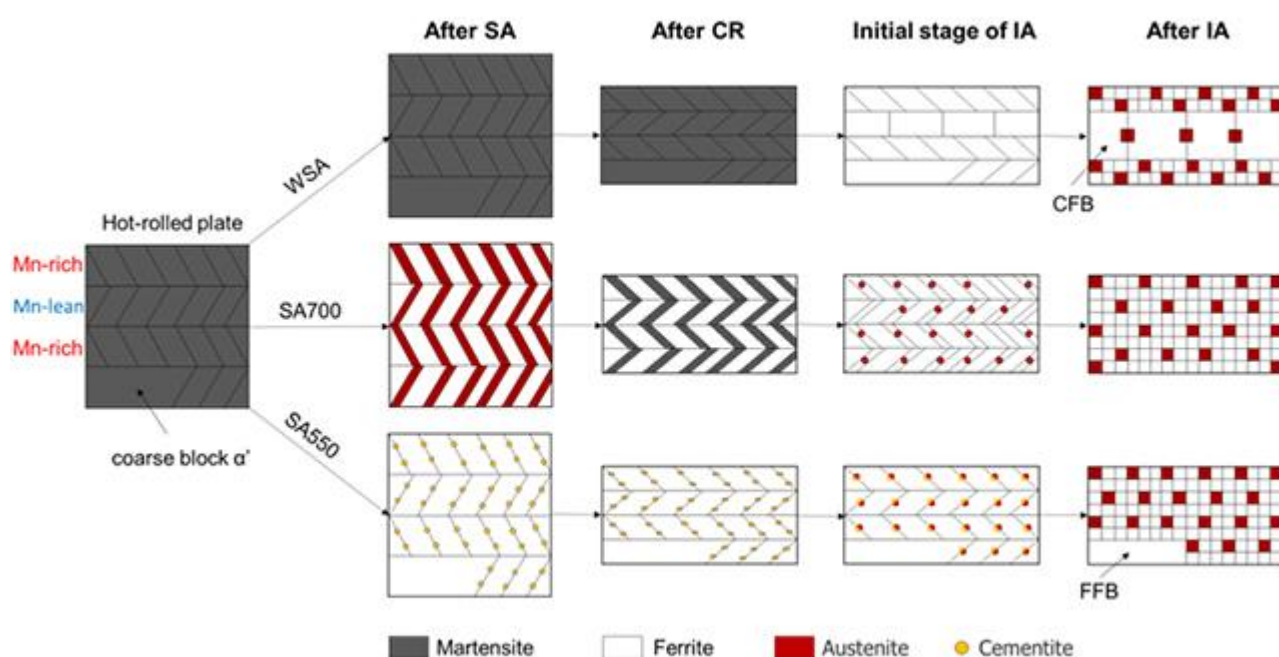 After SA
After CR
Initial stage of IA
After IA
WSA
CFB
Hot-rolled plate
Mn-rich
Mn-lean
Mn-rich
SA700
SA550
coarse block α’
FFB
Martensite
Ferrite
Austenite
Cementite